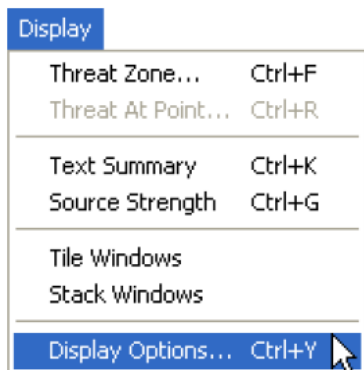 Display
Threat Zone... Ctrl+F
Threat At Point... Ctrl+R
Text Summary Ctrl+K
Source Strength Ctrl+G
Tile Windows
Stack Windows
Display Options... Ctrl+Y